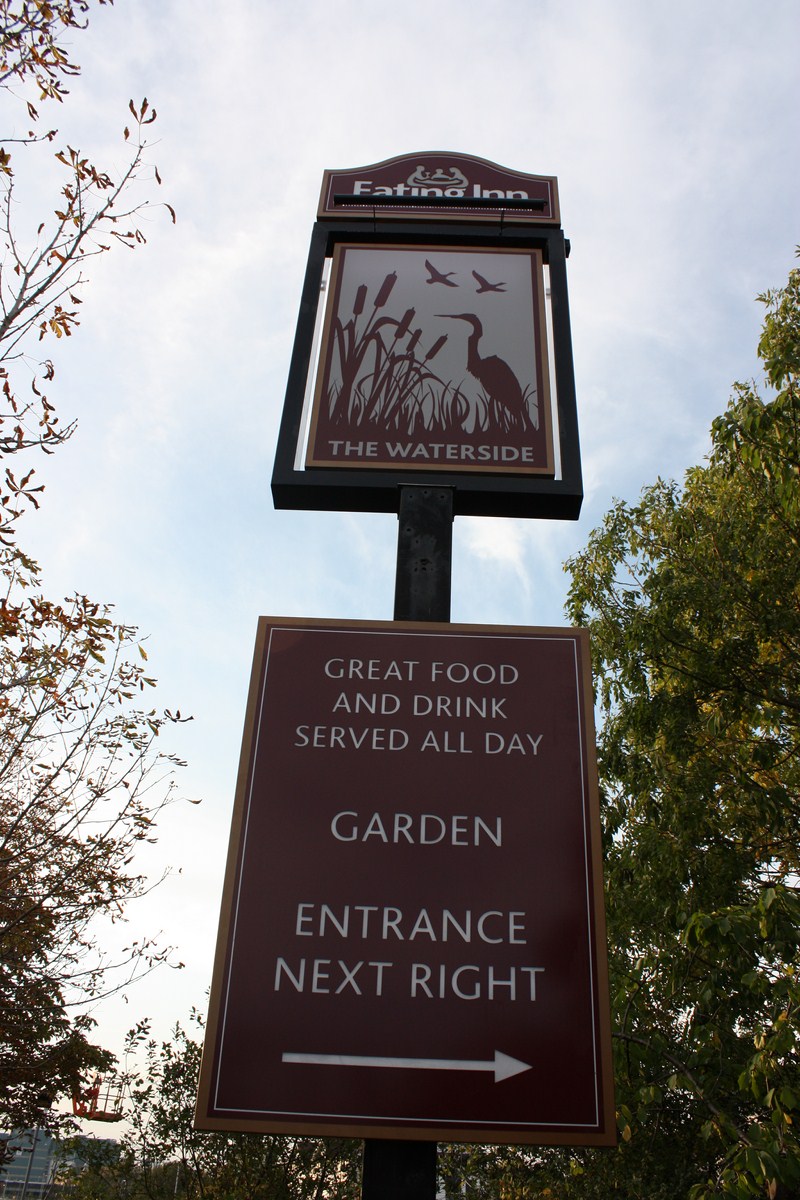 Eating Inn
THE WATERSIDE
GREAT FOOD
AND DRINK
SERVED ALL DAY
GARDEN
ENTRANCE
NEXT RIGHT